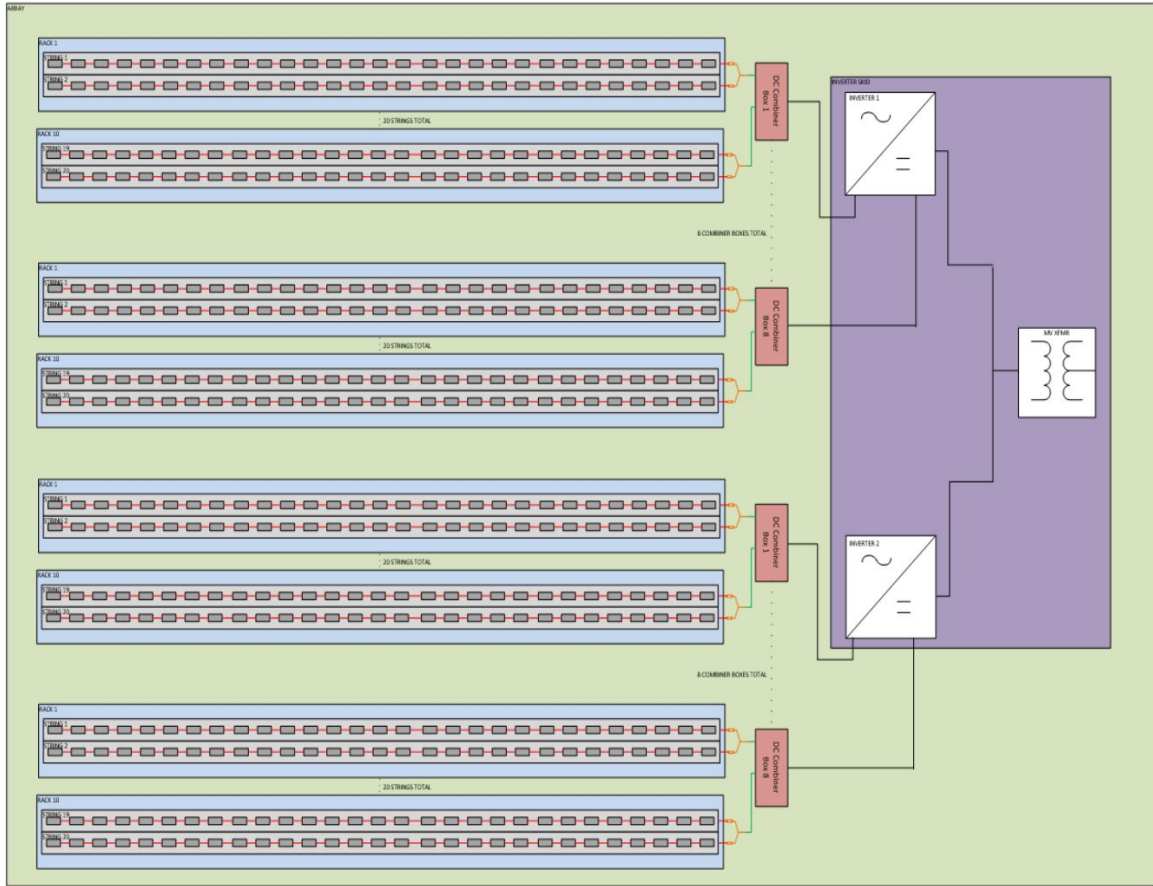 ARRAY
RACK 1
STRING 1
STRING 2
20 STRINGS TOTAL
RACK 10
STRING 19
STRING 20
DC Combiner
Box 1
8 COMBINER BOXES TOTAL
RACK 1
STRING 1
STRING 2
20 STRINGS TOTAL
RACK 10
STRING 19
STRING 20
DC Combiner
Box 8
RACK 1
STRING 1
STRING 2
20 STRINGS TOTAL
RACK 10
STRING 19
STRING 20
DC Combiner
Box 1
8 COMBINER BOXES TOTAL
RACK 1
STRING 1
STRING 2
20 STRINGS TOTAL
RACK 10
STRING 19
STRING 20
DC Combiner
Box 8
INVERTER SKID
INVERTER 1
MV XFMR
INVERTER 2